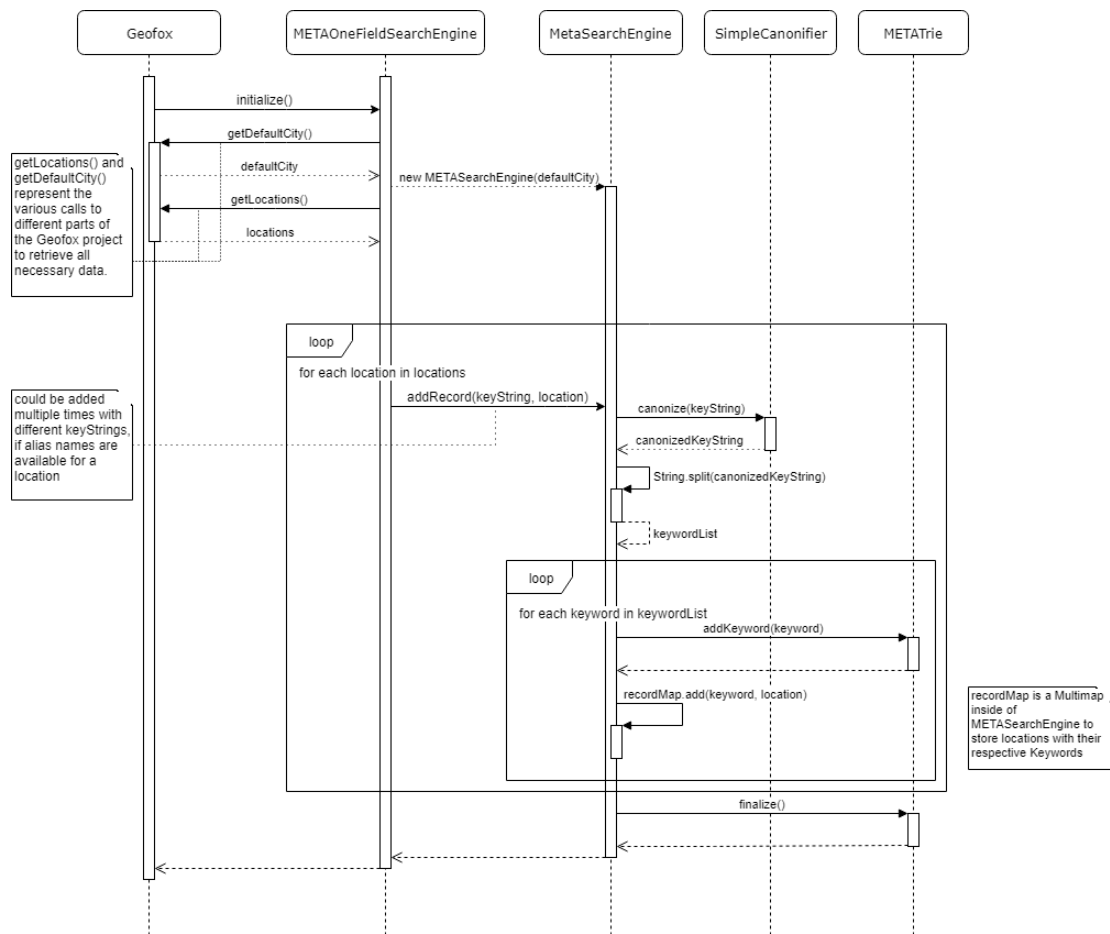 Geofox
METAOneFieldSearchEngine
MetaSearchEngine
SimpleCanonifier
METATrie
initialize()
getDefaultCity()
getLocations() and
getDefaultCity()
represent the
various calls to
different parts of
the Geofox project
to retrieve all
necessary data.
defaultCity
new METASearchEngine(defaultCity)
getLocations()
locations
loop
for each location in locations
could be added
multiple times with
different keyStrings,
if alias names are
available for a
location
addRecord(keyString, location)
canonize(keyString)
canonizedKeyString
String.split(canonizedKeyString)
keywordList
loop
for each keyword in keywordList
addKeyword(keyword)
recordMap.add(keyword, location)
recordMap is a Multimap
inside of
METASearchEngine to
store locations with their
respective Keywords
finalize()